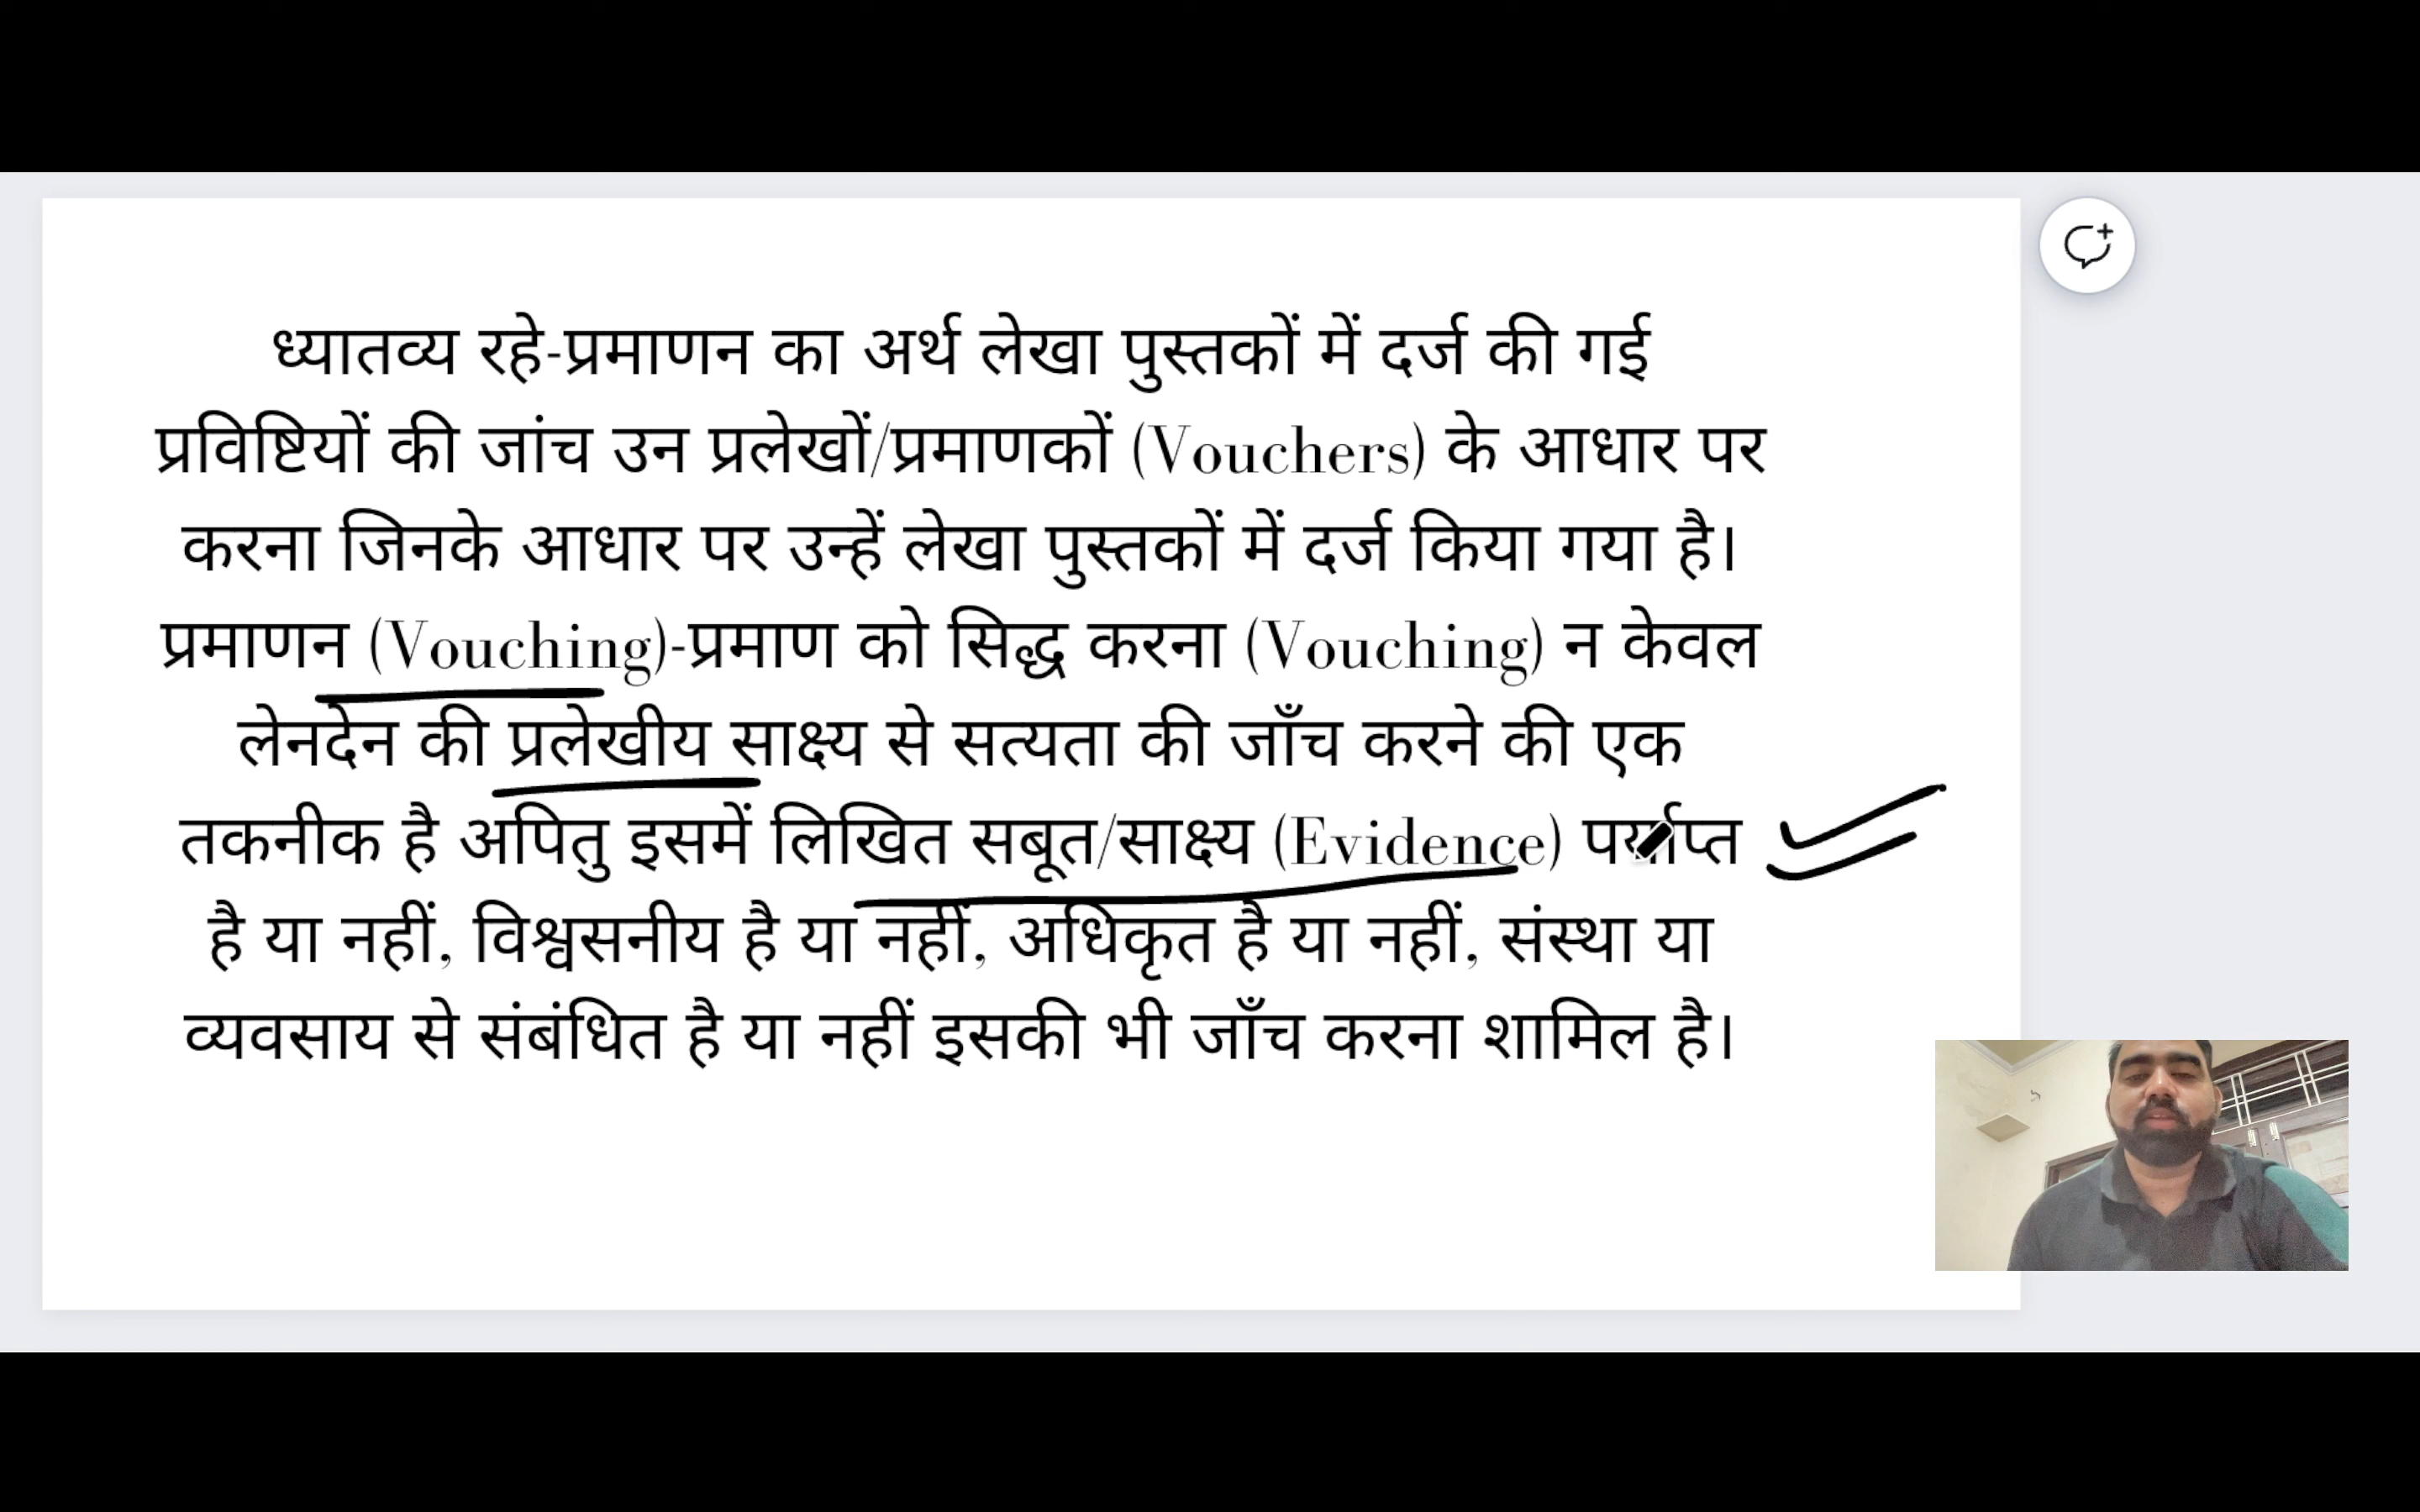 ध्यातव्य रहे-प्रमाणन का अर्थ लेखा पुस्तकों में दर्ज की गई
प्रविष्टियों की जांच उन प्रलेखों/प्रमाणकों (Vouchers) के आधार पर
करना जिनके आधार पर उन्हें लेखा पुस्तकों में दर्ज किया गया है।
प्रमाणन (Vouching)-प्रमाण को सिद्ध करना (Vouching) न केवल
लेनदेन की प्रलेखीय साक्ष्य से सत्यता की जाँच करने की एक
तकनीक है अपितु इसमें लिखित सबूत/साक्ष्य (Evidence) पर्याप्त
है या नहीं, विश्वसनीय है या नहीं, अधिकृत है या नहीं, संस्था या
व्यवसाय से संबंधित है या नहीं इसकी भी जाँच करना शामिल है।